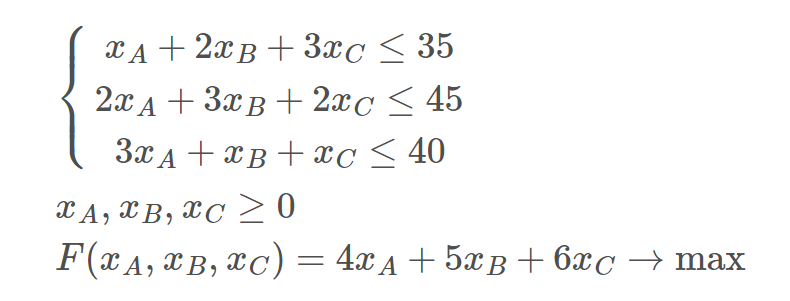 x_A + 2x_B + 3x_C ≤ 35
2x_A + 3x_B + 2x_C ≤ 45
3x_A + x_B + x_C ≤ 40
x_A, x_B, x_C ≥ 0
F(x_A, x_B, x_C) = 4x_A + 5x_B + 6x_C → max